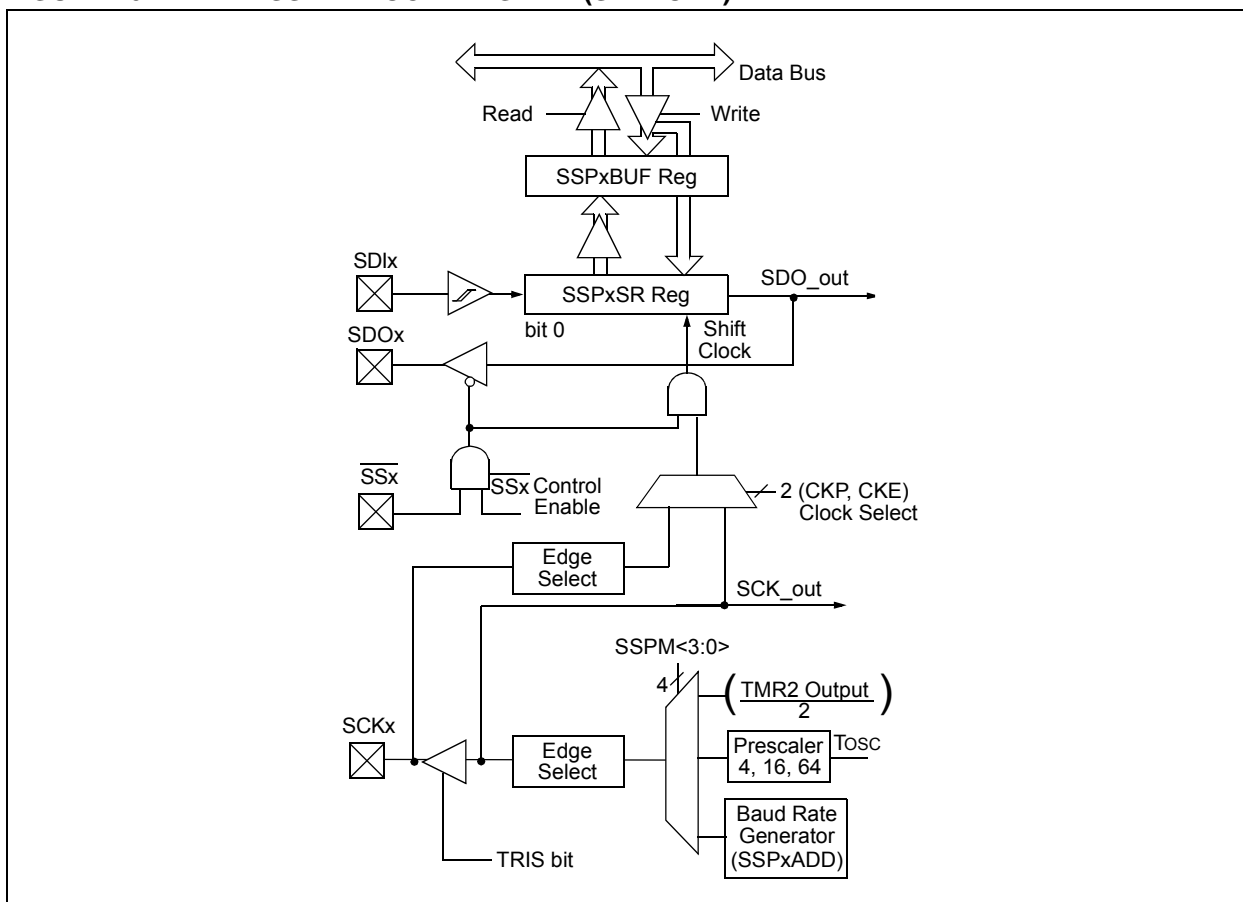 Data Bus
Read
Write
SSPxBUF Reg
SDIx
SSPxSR Reg
SDO_out
bit 0
Shift
Clock
SDOx
SSx
SSx Control
Enable
2 (CKP, CKE)
Clock Select
Edge
Select
SCK_out
SSPM<3:0>
4
(TMR2 Output
2)
SCKx
Edge
Select
Prescaler
4, 16, 64
TOSC
Baud Rate
Generator
(SSPxADD)
TRIS bit